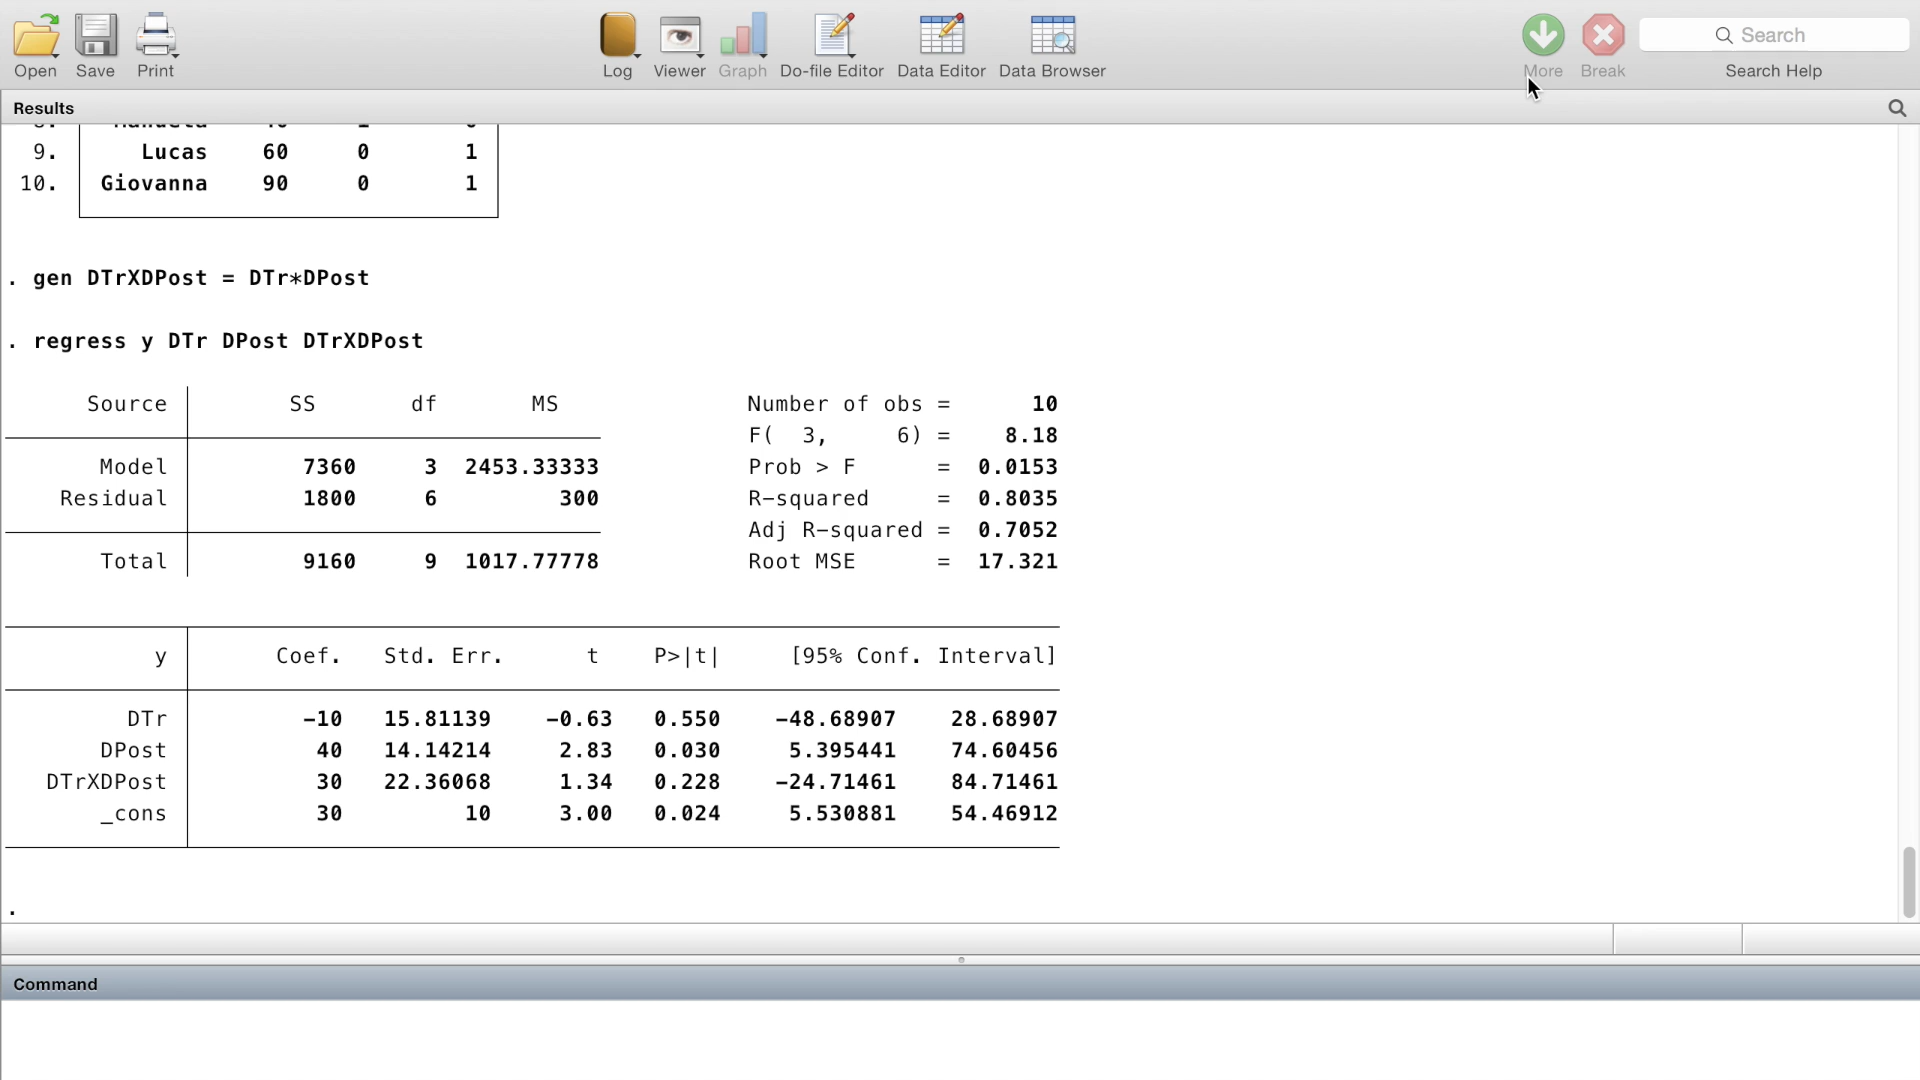 Open Save Print Log Viewer Graph Do-file Editor Data Editor Data Browser More Break Search
Search Help
Results
9. Lucas 60 0 1
10. Giovanna 90 0 1
. gen DTrXDPost = DTr*DPost
. regress y DTr DPost DTrXDPost
Source SS df MS Number of obs = 10
F( 3, 6) = 8.18
Model 7360 3 2453.33333 Prob > F = 0.0153
Residual 1800 6 300 R-squared = 0.8035
Adj R-squared = 0.7052
Total 9160 9 1017.77778 Root MSE = 17.321
y Coef. Std. Err. t P>|t| [95% Conf. Interval]
DTr -10 15.81139 -0.63 0.550 -48.68907 28.68907
DPost 40 14.14214 2.83 0.030 5.395441 74.60456
DTrXDPost 30 22.36068 1.34 0.228 -24.71461 84.71461
_cons 30 10 3.00 0.024 5.530881 54.46912
.
Command